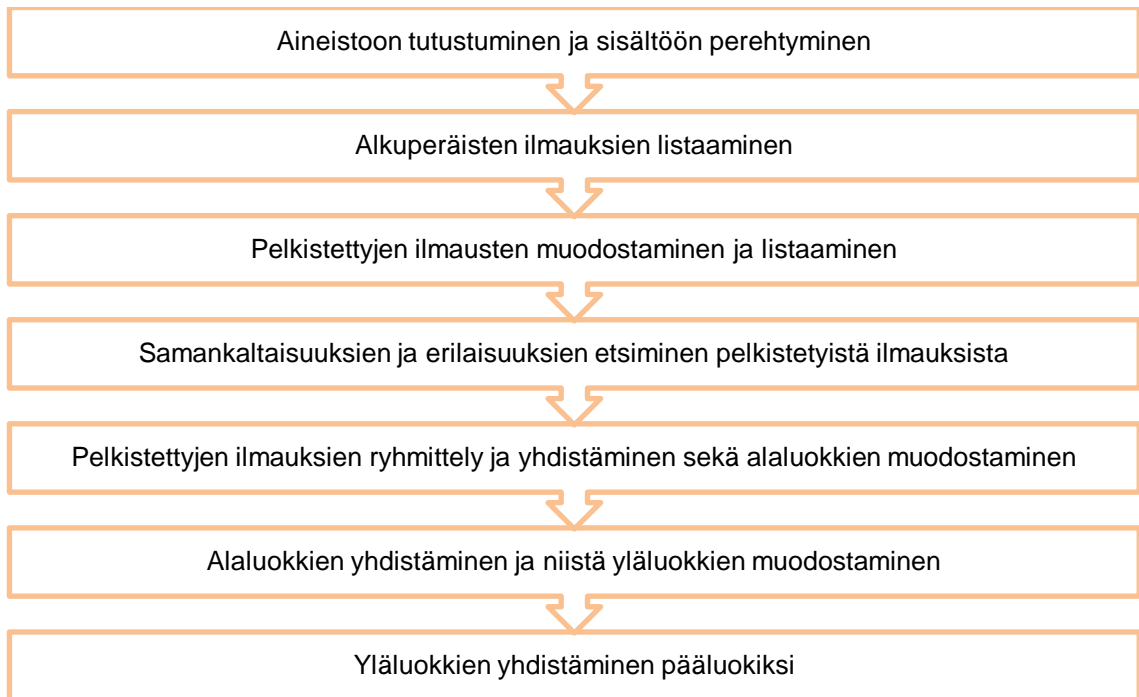 Aineistoon tutustuminen ja sisältöön perehtyminen
Alkuperäisten ilmauksien listaaminen
Pelkistettyjen ilmausten muodostaminen ja listaaminen
Samankaltaisuuksien ja erilaisuuksien etsiminen pelkistetyistä ilmauksista
Pelkistettyjen ilmauksien ryhmittely ja yhdistäminen sekä alaluokkien muodostaminen
Alaluokkien yhdistäminen ja niistä yläluokkien muodostaminen
Yläluokkien yhdistäminen pääluokiksi